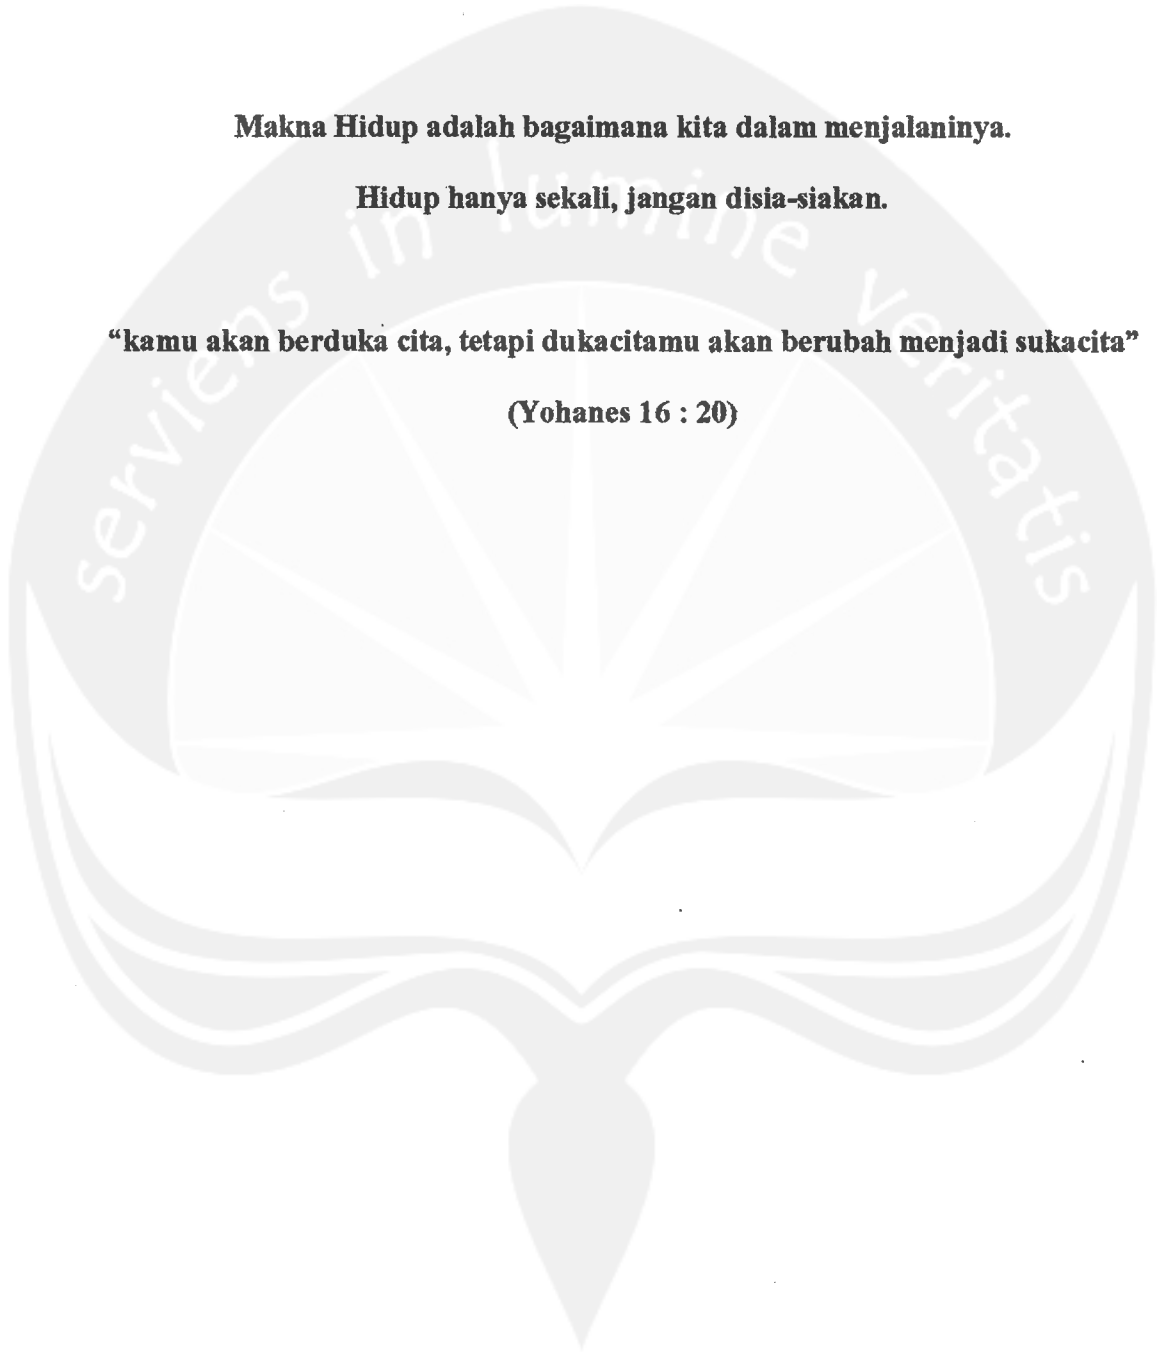 Makna Hidup adalah bagaimana kita dalam menjalaninya.
Hidup hanya sekali, jangan disia-siakan.
“kamu akan berduka cita, tetapi dukacitamu akan berubah menjadi sukacita”
(Yohanes 16 : 20)
serviens in lumine veritatis